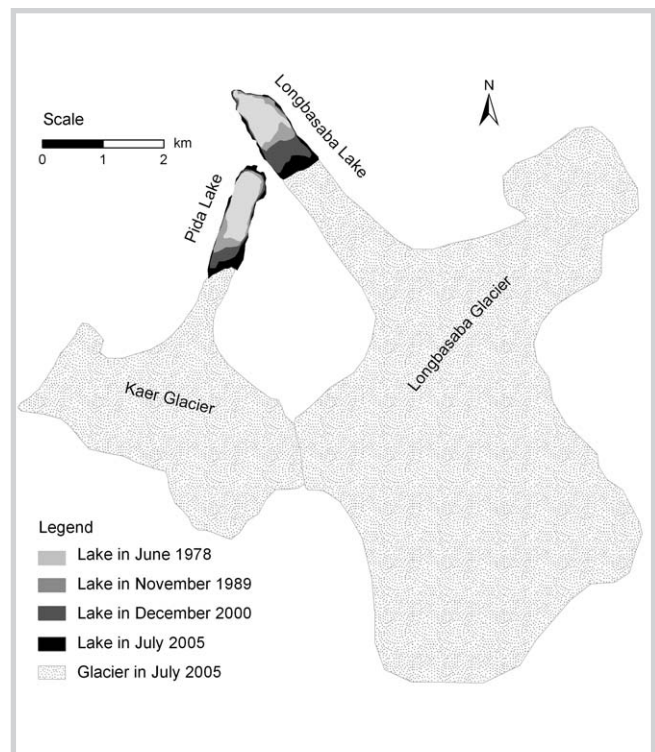 Longbasaba Lake
N
Scale
0 1 2 km
Pida Lake
Longbasaba Glacier
Kaer Glacier
Legend
Lake in June 1978
Lake in November 1989
Lake in December 2000
Lake in July 2005
Glacier in July 2005